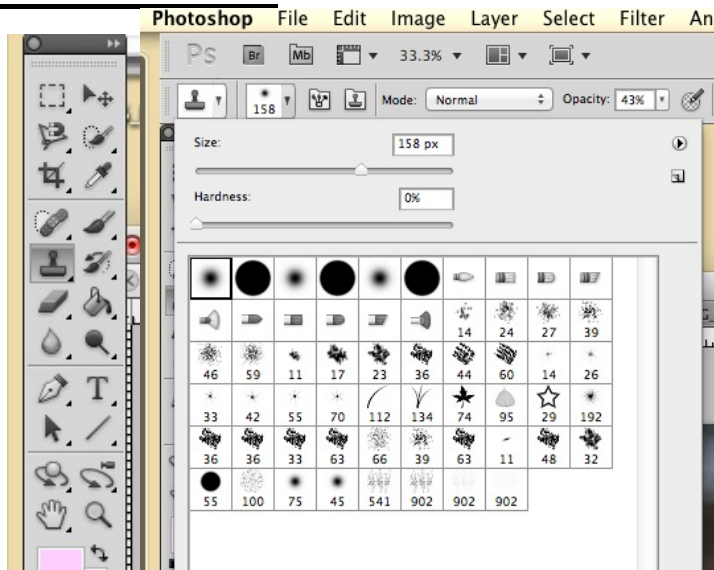 Photoshop File Edit Image Layer Select Filter An
Ps Br Mb 33.3%
158 Mode: Normal Opacity: 43%
Size: 158 px
Hardness: 0%
14 24 27 39
46 59 11 17 23 36 44 60 14 26
33 42 55 70 112 134 74 95 29 192
36 36 33 63 66 39 63 11 48 32
55 100 75 45 541 902 902 902
T